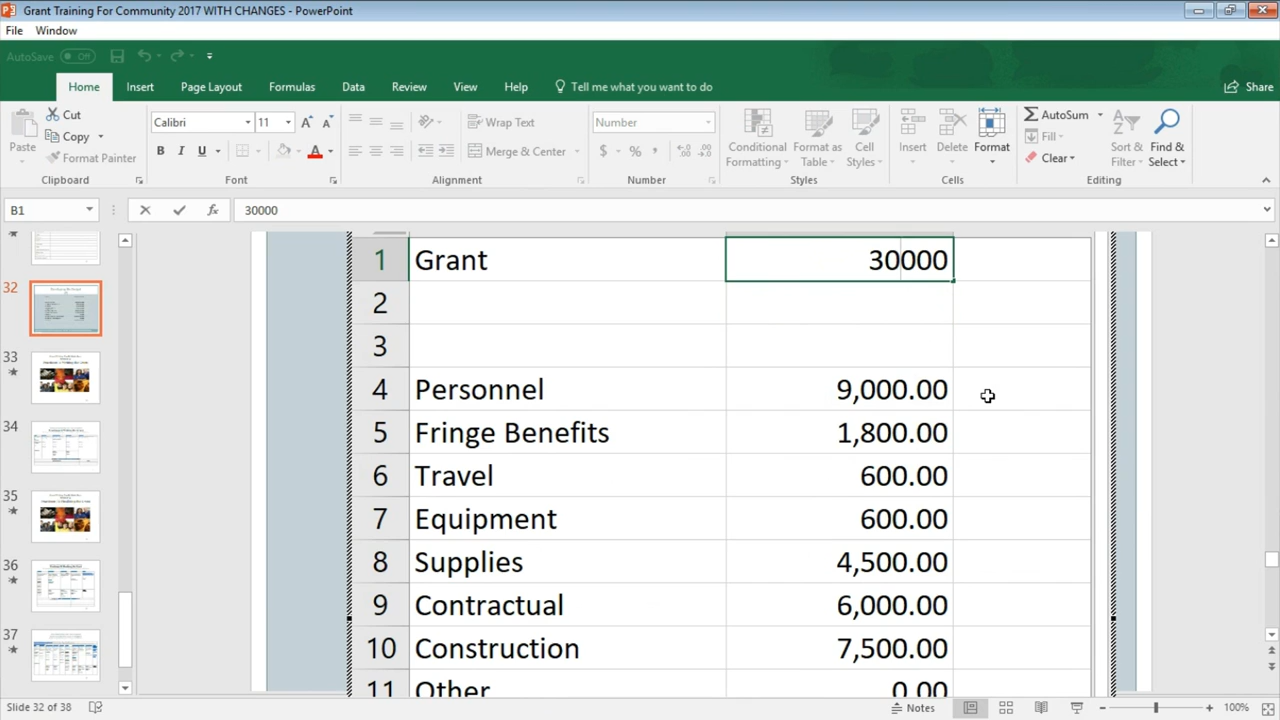 Grant Training For Community 2017 WITH CHANGES - PowerPoint
File Window
AutoSave Off
Home Insert Page Layout Formulas Data Review View Help Tell me what you want to do Share
Paste
Cut
Copy
Format Painter
Clipboard
Calibri 11
B I U
Font
Wrap Text
Merge & Center
Alignment
Number
$ % ,
Number
Conditional Formatting
Format as Table
Cell Styles
Styles
Insert Delete Format
Cells
AutoSum
Fill
Clear
Sort & Filter
Find & Select
Editing
B1 fx 30000
1 Grant 30000
2
3
4 Personnel 9,000.00
5 Fringe Benefits 1,800.00
6 Travel 600.00
7 Equipment 600.00
8 Supplies 4,500.00
9 Contractual 6,000.00
10 Construction 7,500.00
11 Other 0.00
32
33
34
35
36
37
Slide 32 of 38 Notes 100%